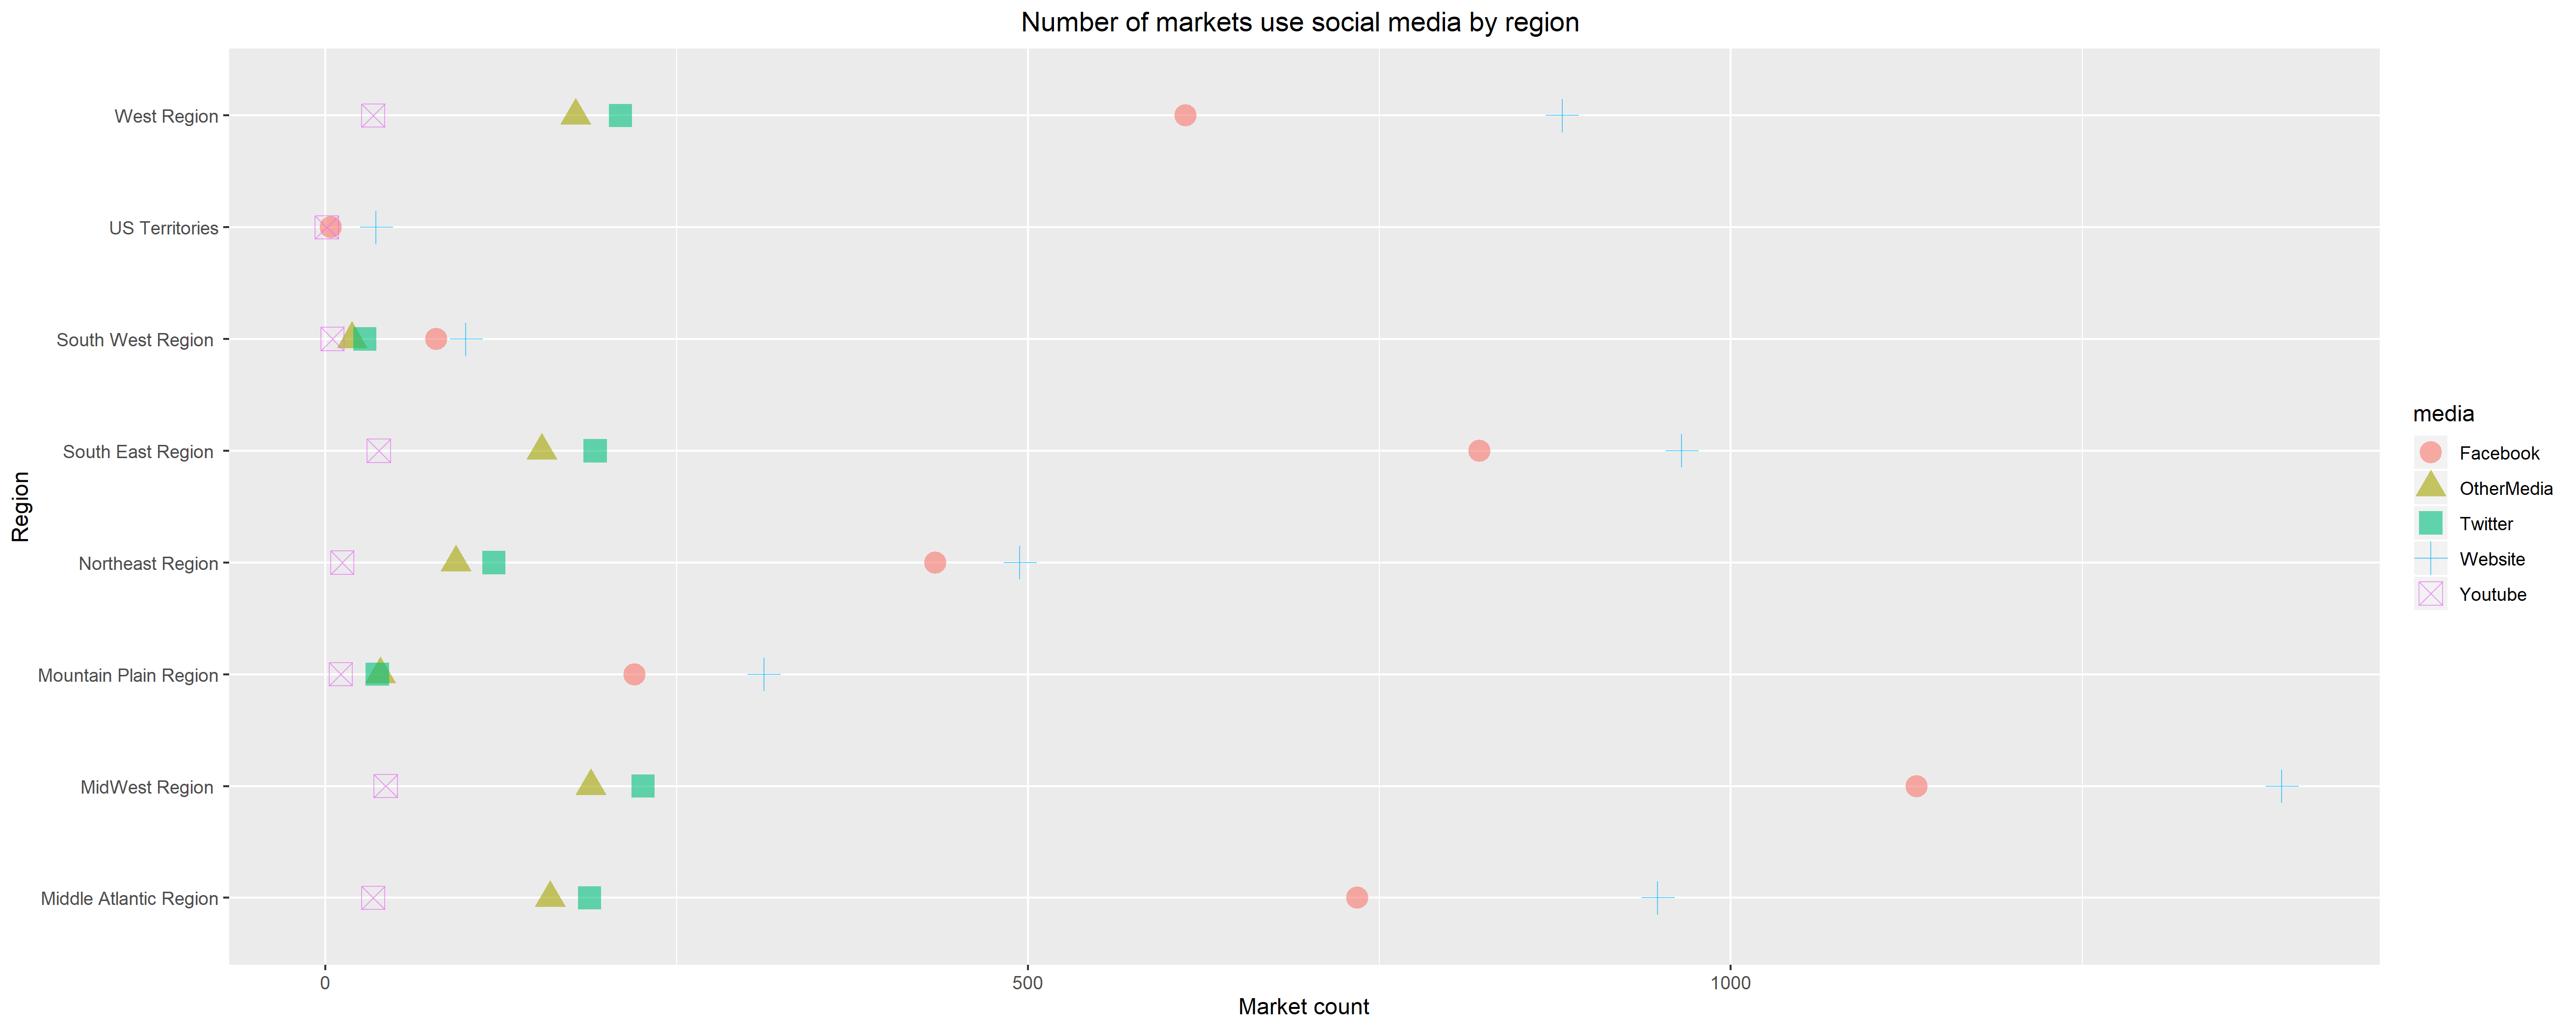 Number of markets use social media by region
Region
West Region
US Territories
South West Region
South East Region
Northeast Region
Mountain Plain Region
MidWest Region
Middle Atlantic Region
0
500
1000
Market count
media
Facebook
OtherMedia
Twitter
Website
Youtube